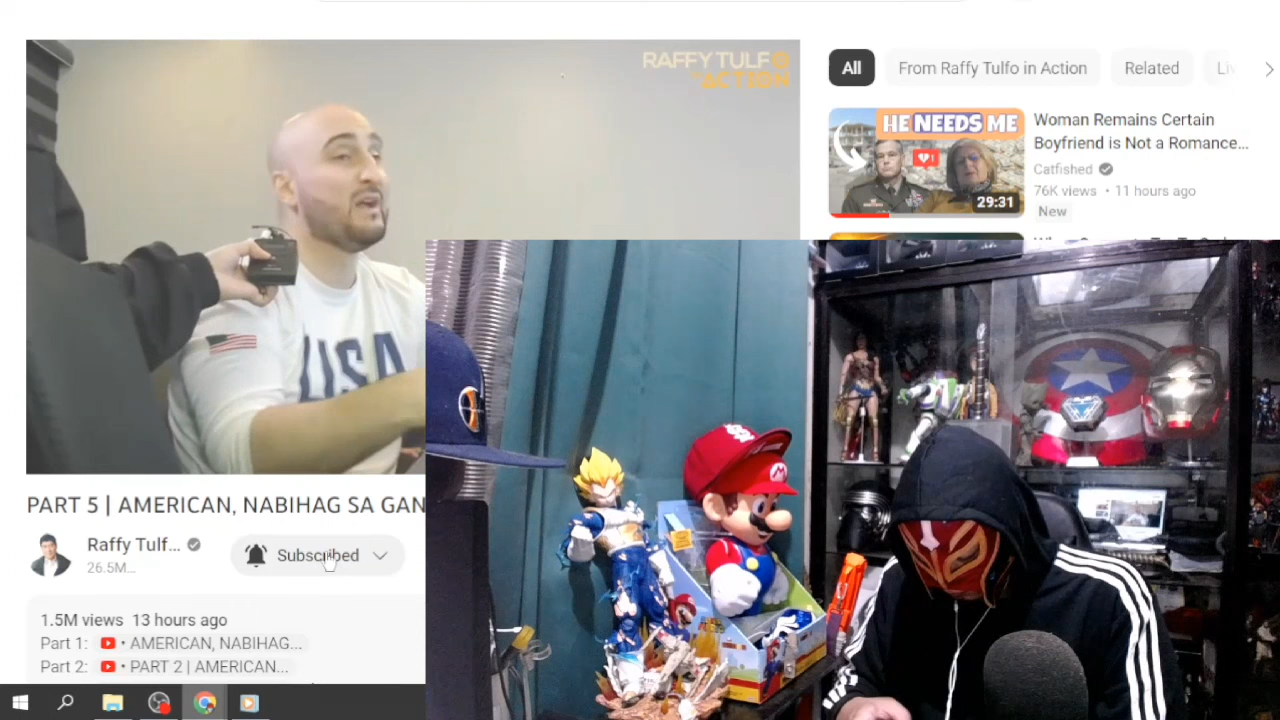 RAFFY TULFO
IN ACTION
USA
PART 5 | AMERICAN, NABIHAG SA GAN
Raffy Tulf...
26.5M...
Subscribed
1.5M views 13 hours ago
Part 1: • AMERICAN, NABIHAG...
Part 2: • PART 2 | AMERICAN...
All
From Raffy Tulfo in Action
Related
Liv
HE NEEDS ME
29:31
Woman Remains Certain
Boyfriend is Not a Romance...
Catfished
76K views • 11 hours ago
New